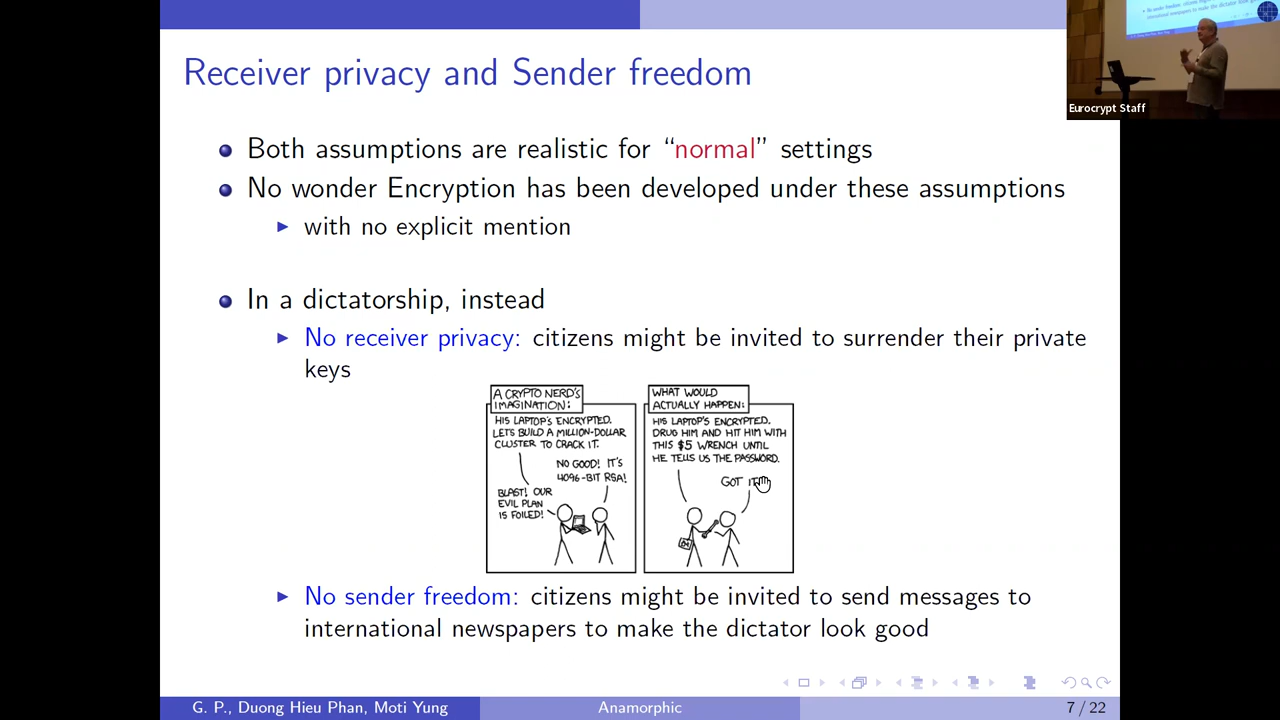 Receiver privacy and Sender freedom
Both assumptions are realistic for “normal” settings
No wonder Encryption has been developed under these assumptions
with no explicit mention
In a dictatorship, instead
No receiver privacy: citizens might be invited to surrender their private
keys
A CRYPTO NERD'S
IMAGINATION:
HIS LAPTOP'S ENCRYPTED.
LET'S BUILD A MILLION-DOLLAR
CLUSTER TO CRACK IT.
NO GOOD! IT'S
4096-BIT RSA!
BLAST! OUR
EVIL PLAN
IS FOILED!
WHAT WOULD
ACTUALLY HAPPEN:
HIS LAPTOP'S ENCRYPTED.
DRUG HIM AND HIT HIM WITH
THIS $5 WRENCH UNTIL
HE TELLS US THE PASSWORD.
GOT IT.
No sender freedom: citizens might be invited to send messages to
international newspapers to make the dictator look good
G. P., Duong Hieu Phan, Moti Yung
Anamorphic
7 / 22
Eurocrypt Staff